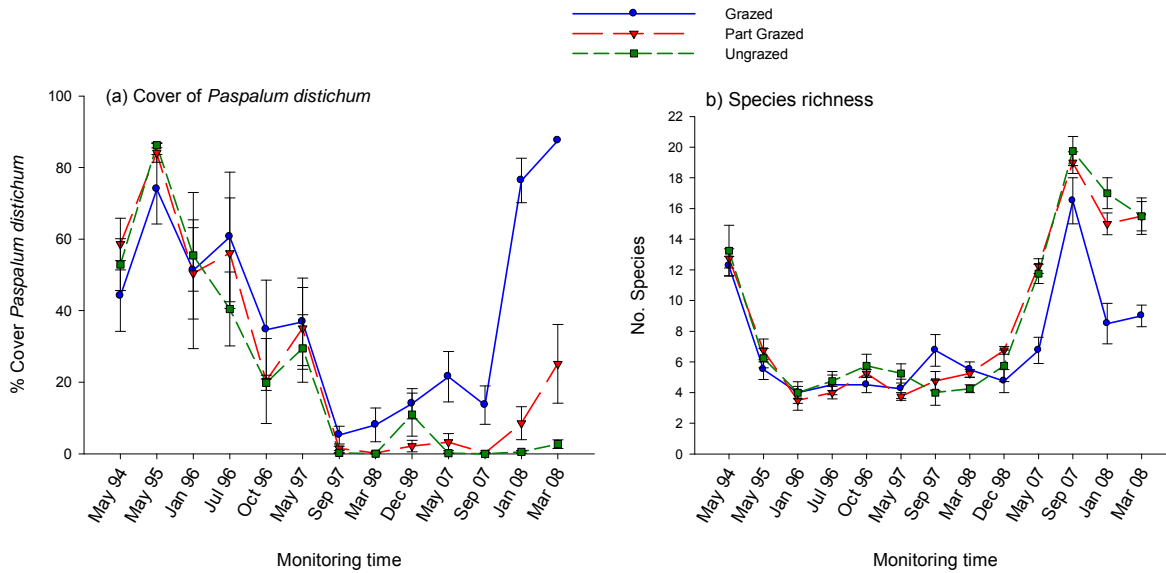 Grazed
Part Grazed
Ungrazed
(a) Cover of Paspalum distichum
b) Species richness
% Cover Paspalum distichum
100
80
60
40
20
0
May 94
May 95
Jan 96
Jul 96
Oct 96
May 97
Sep 97
Mar 98
Dec 98
May 07
Sep 07
Jan 08
Mar 08
Monitoring time
No. Species
22
20
18
16
14
12
10
8
6
4
2
0
May 94
May 95
Jan 96
Jul 96
Oct 96
May 97
Sep 97
Mar 98
Dec 98
May 07
Sep 07
Jan 08
Mar 08
Monitoring time